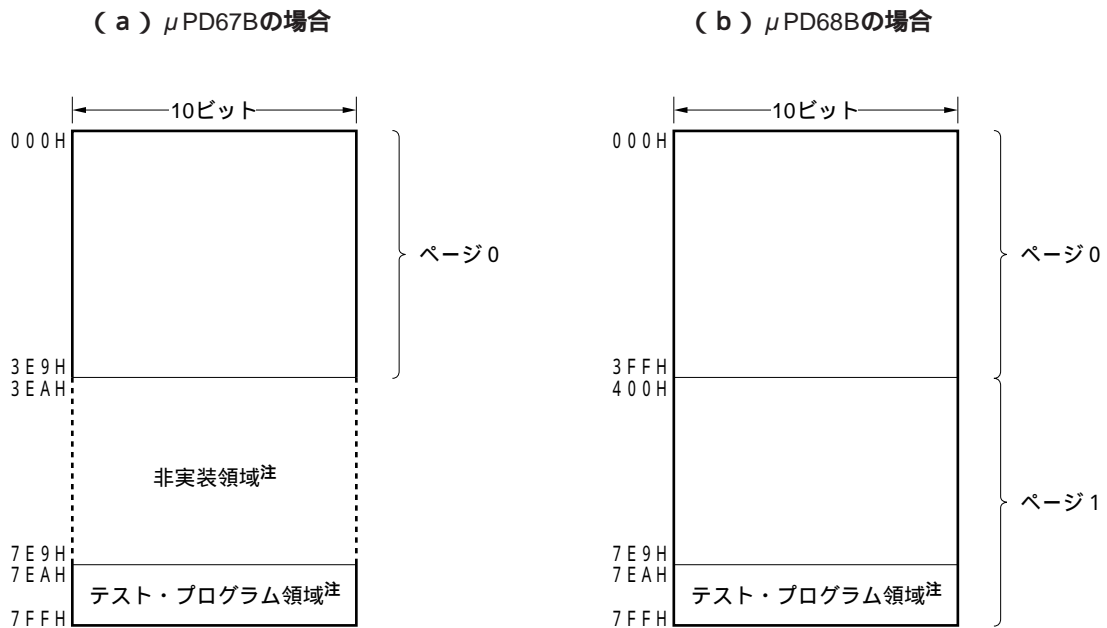 (a) μPD67Bの場合
10ビット
000H
ページ0
3E9H
3EAH
非実装領域注
7E9H
7EAH
テスト・プログラム領域注
7FFH
(b) μPD68Bの場合
10ビット
000H
ページ0
3FFH
400H
ページ1
7E9H
7EAH
テスト・プログラム領域注
7FFH